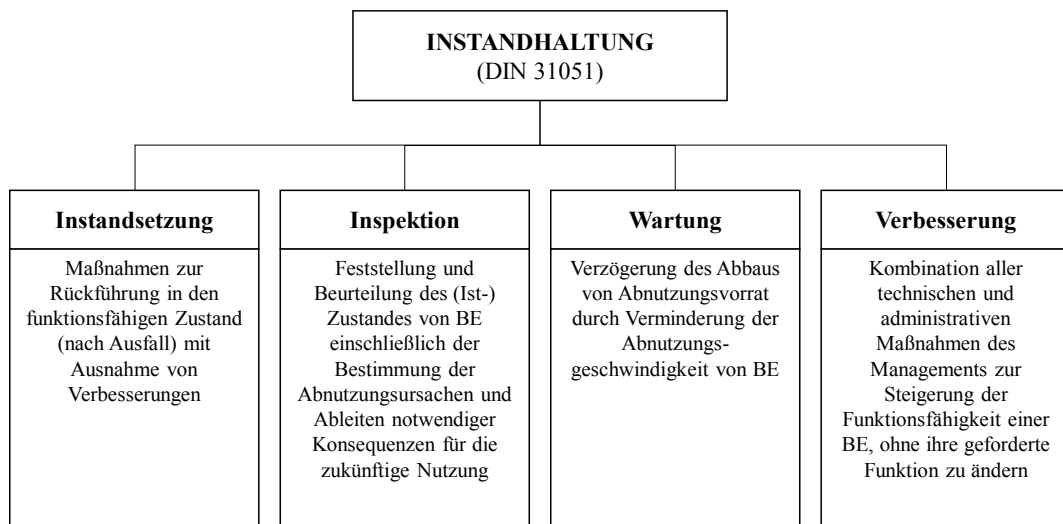 INSTANDHALTUNG
(DIN 31051)
Instandsetzung
Maßnahmen zur
Rückführung in den
funktionsfähigen Zustand
(nach Ausfall) mit
Ausnahme von
Verbesserungen
Inspektion
Feststellung und
Beurteilung des (Ist-)
Zustandes von BE
einschließlich der
Bestimmung der
Abnutzungsursachen und
Ableiten notwendiger
Konsequenzen für die
zukünftige Nutzung
Wartung
Verzögerung des Abbaus
von Abnutzungsvorrat
durch Verminderung der
Abnutzungs-
geschwindigkeit von BE
Verbesserung
Kombination aller
technischen und
administrativen
Maßnahmen des
Managements zur
Steigerung der
Funktionsfähigkeit einer
BE, ohne ihre geforderte
Funktion zu ändern